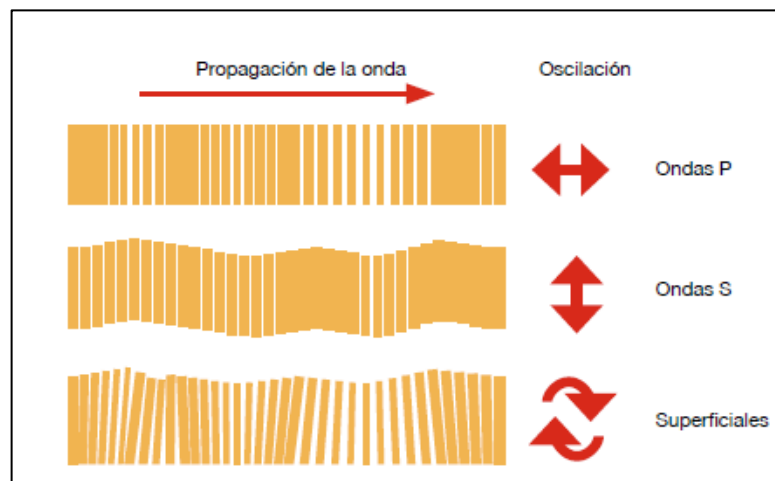 Propagación de la onda
Oscilación
Ondas P
Ondas S
Superficiales